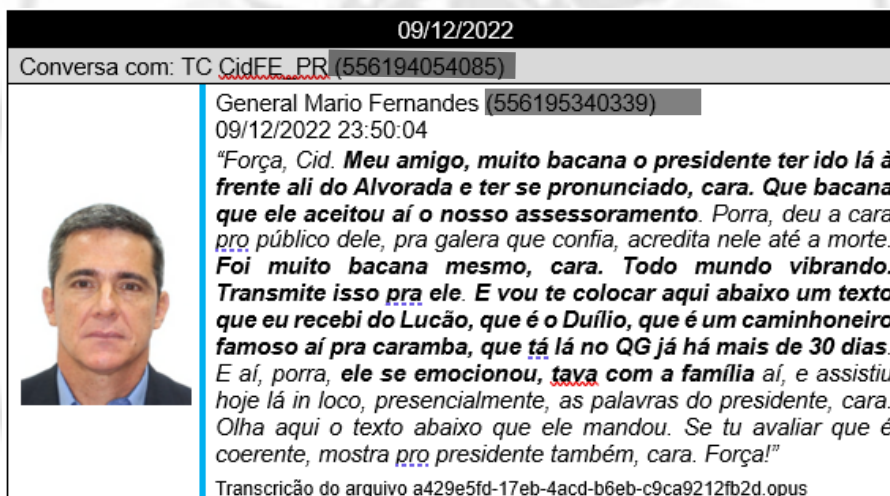 09/12/2022
Conversa com: TC CidFE_PR (556194054085)
General Mario Fernandes (556195340339)
09/12/2022 23:50:04
“Força, Cid. Meu amigo, muito bacana o presidente ter ido lá à
frente ali do Alvorada e ter se pronunciado, cara. Que bacana
que ele aceitou aí o nosso assessoramento. Porra, deu a cara
pro público dele, pra galera que confia, acredita nele até a morte.
Foi muito bacana mesmo, cara. Todo mundo vibrando.
Transmite isso pra ele. E vou te colocar aqui abaixo um texto
que eu recebi do Lucão, que é o Duílio, que é um caminhoneiro
famoso aí pra caramba, que tá lá no QG já há mais de 30 dias.
E aí, porra, ele se emocionou, tava com a família aí, e assistiu
hoje lá in loco, presencialmente, as palavras do presidente, cara.
Olha aqui o texto abaixo que ele mandou. Se tu avaliar que é
coerente, mostra pro presidente também, cara. Força!”
Transcrição do arquivo a429e5fd-17eb-4acd-b6eb-c9ca9212fb2d.opus